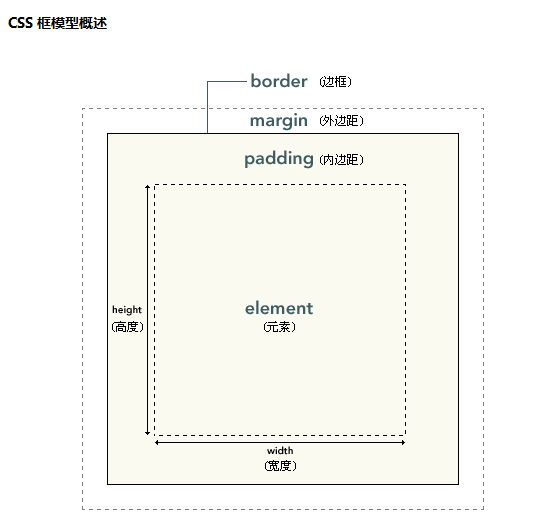 CSS 框模型概述
border (边框)
margin (外边距)
padding (内边距)
height
(高度)
element
(元素)
width
(宽度)